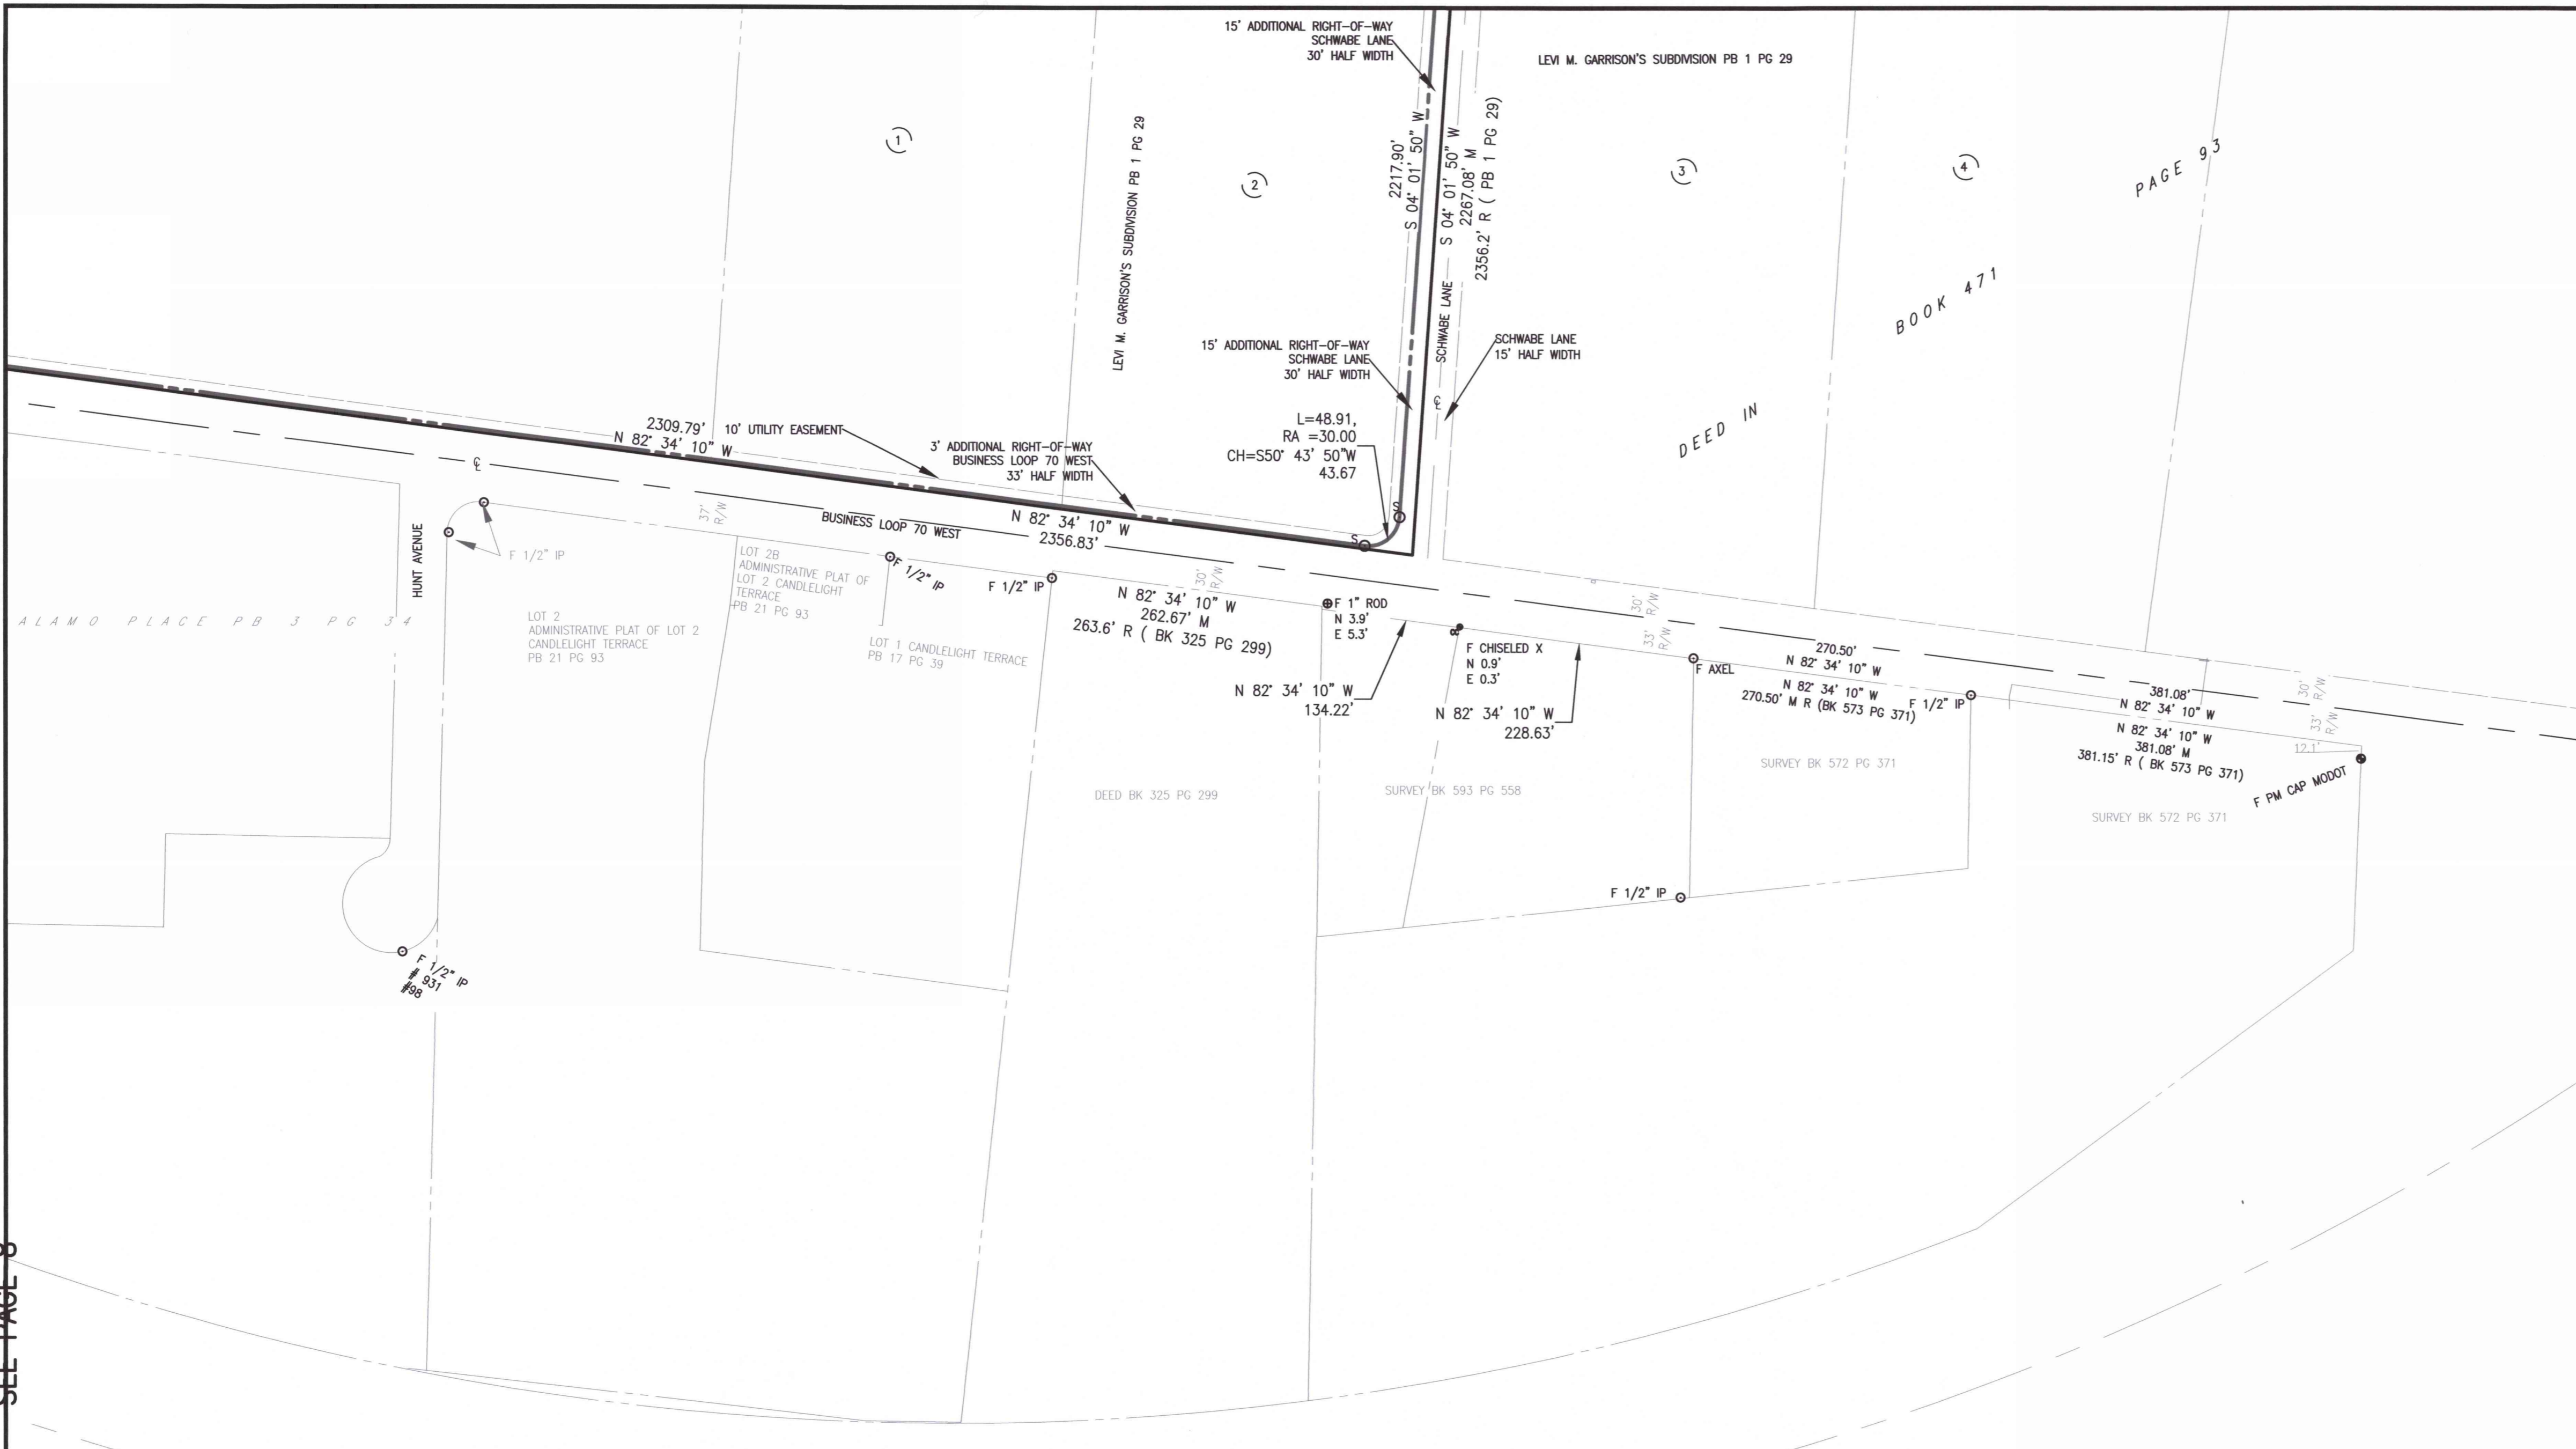 15' ADDITIONAL RIGHT-OF-WAY
SCHWABE LANE
30' HALF WIDTH
LEVI M. GARRISON'S SUBDIVISION PB 1 PG 29
1
2
3
4
PAGE 93
BOOK 471
DEED IN
LEVI M. GARRISON'S SUBDIVISION PB 1 PG 29
2217.90'
S 04° 01' 50" W
SCHWABE LANE
S 04° 01' 50" W
2267.08' M
2356.2' R ( PB 1 PG 29)
15' ADDITIONAL RIGHT-OF-WAY
SCHWABE LANE
30' HALF WIDTH
SCHWABE LANE
15' HALF WIDTH
℄
L=48.91,
RA =30.00
CH=S50° 43' 50"W
43.67
2309.79'
N 82° 34' 10" W
10' UTILITY EASEMENT
3' ADDITIONAL RIGHT-OF-WAY
BUSINESS LOOP 70 WEST
33' HALF WIDTH
℄
S
S
37'
R/W
BUSINESS LOOP 70 WEST
N 82° 34' 10" W
2356.83'
HUNT AVENUE
F 1/2" IP
ALAMO PLACE PB 3 PG 34
LOT 2
ADMINISTRATIVE PLAT OF LOT 2
CANDLELIGHT TERRACE
PB 21 PG 93
LOT 2B
ADMINISTRATIVE PLAT OF
LOT 2 CANDLELIGHT
TERRACE
PB 21 PG 93
F 1/2" IP
LOT 1 CANDLELIGHT TERRACE
PB 17 PG 39
F 1/2" IP
30'
R/W
N 82° 34' 10" W
262.67' M
263.6' R ( BK 325 PG 299)
F 1" ROD
N 3.9'
E 5.3'
N 82° 34' 10" W
134.22'
F CHISELED X
N 0.9'
E 0.3'
N 82° 34' 10" W
228.63'
30'
R/W
33'
R/W
F AXEL
270.50'
N 82° 34' 10" W
N 82° 34' 10" W
270.50' M R (BK 573 PG 371)
F 1/2" IP
381.08'
N 82° 34' 10" W
N 82° 34' 10" W
381.08' M
381.15' R ( BK 573 PG 371)
30'
R/W
33'
R/W
12.1'
F PM CAP MODOT
DEED BK 325 PG 299
SURVEY BK 593 PG 558
SURVEY BK 572 PG 371
SURVEY BK 572 PG 371
F 1/2" IP
F 1/2" IP
# 931
#98
SEE PAGE 8